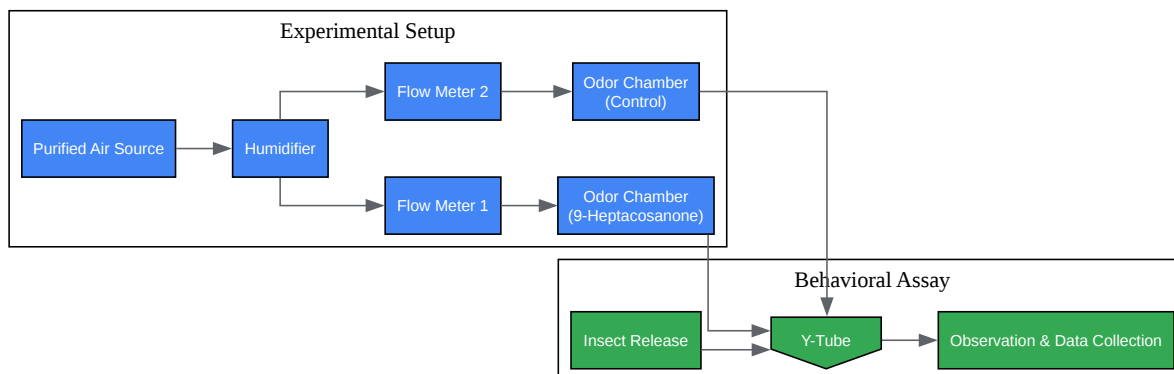 Experimental Setup
Flow Meter 2
Odor Chamber
(Control)
Purified Air Source
Humidifier
Flow Meter 1
Odor Chamber
(9-Heptacosanone)
Behavioral Assay
Insect Release
Y-Tube
Observation & Data Collection